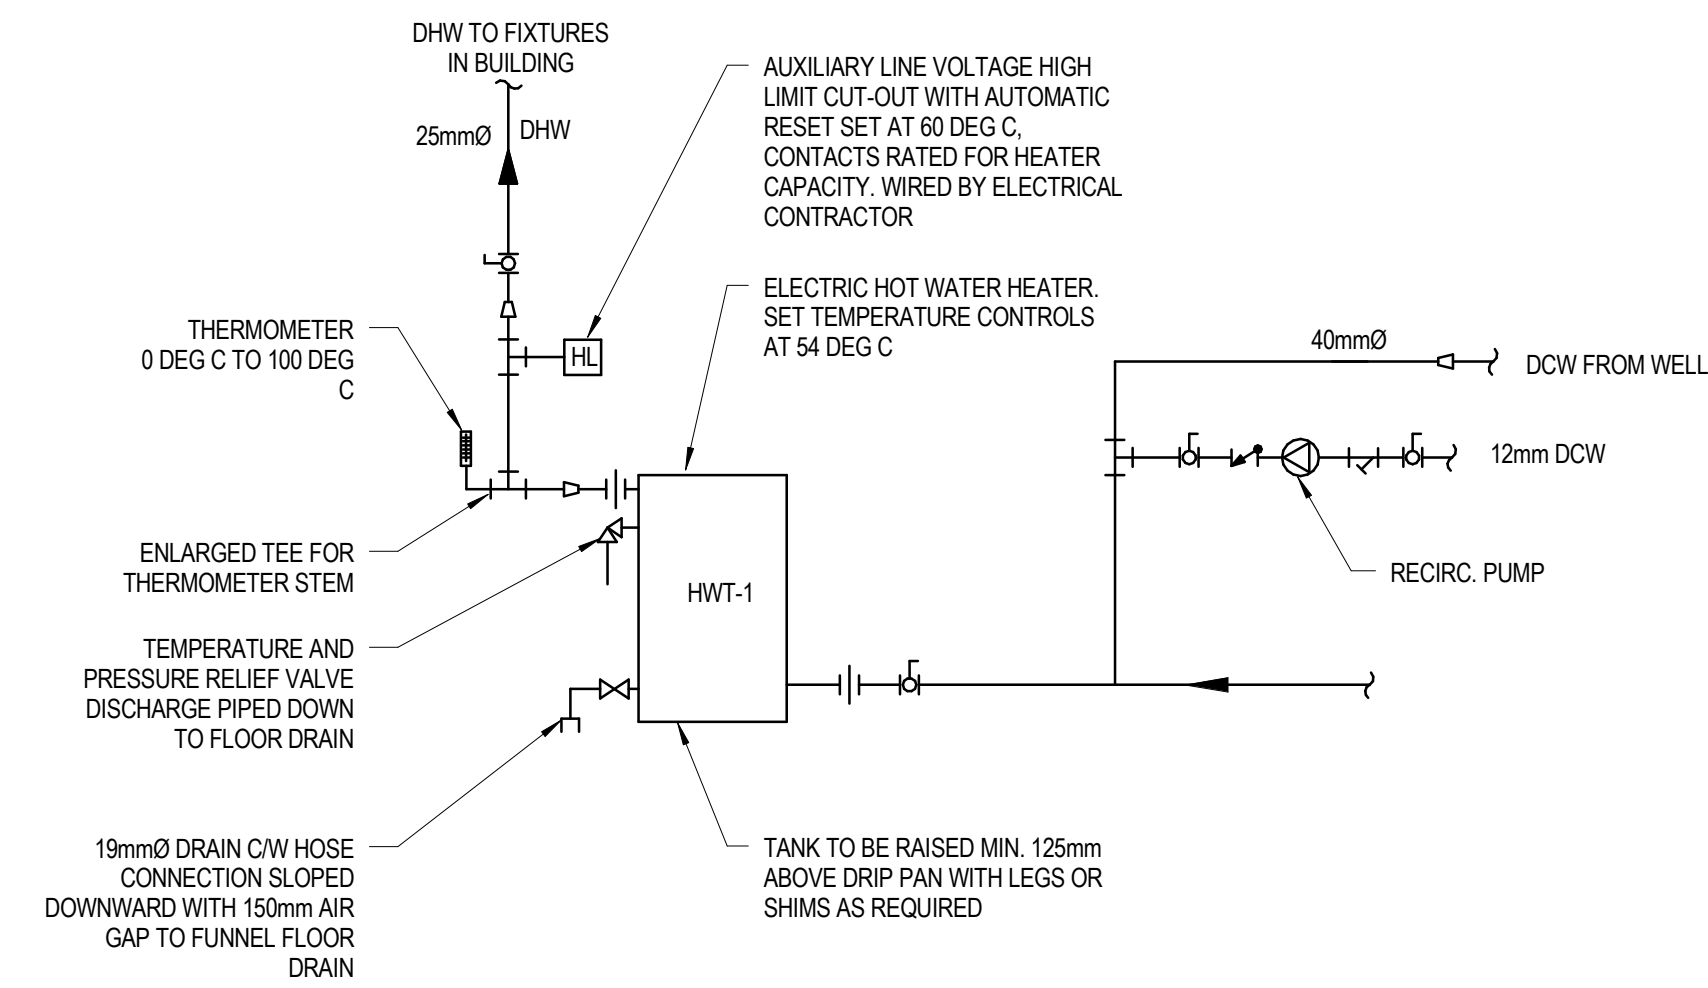 DHW TO FIXTURES
IN BUILDING
25mmØ
DHW
AUXILIARY LINE VOLTAGE HIGH
LIMIT CUT-OUT WITH AUTOMATIC
RESET SET AT 60 DEG C,
CONTACTS RATED FOR HEATER
CAPACITY. WIRED BY ELECTRICAL
CONTRACTOR
ELECTRIC HOT WATER HEATER.
SET TEMPERATURE CONTROLS
AT 54 DEG C
THERMOMETER
0 DEG C TO 100 DEG
C
HL
40mmØ
DCW FROM WELL
12mm DCW
RECIRC. PUMP
ENLARGED TEE FOR
THERMOMETER STEM
HWT-1
TEMPERATURE AND
PRESSURE RELIEF VALVE
DISCHARGE PIPED DOWN
TO FLOOR DRAIN
19mmØ DRAIN C/W HOSE
CONNECTION SLOPED
DOWNWARD WITH 150mm AIR
GAP TO FUNNEL FLOOR
DRAIN
TANK TO BE RAISED MIN. 125mm
ABOVE DRIP PAN WITH LEGS OR
SHIMS AS REQUIRED